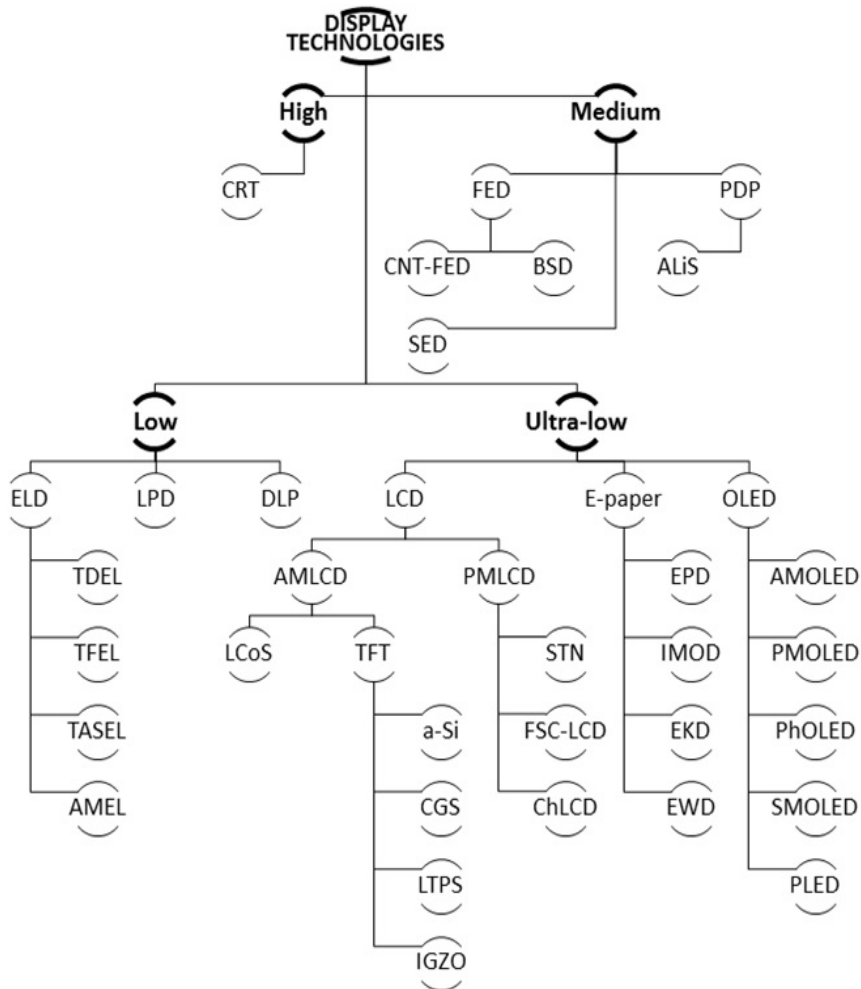 DISPLAY
TECHNOLOGIES
High
Medium
CRT
FED
PDP
CNT-FED
BSD
ALiS
SED
Low
Ultra-low
ELD
LPD
DLP
LCD
E-paper
OLED
TDEL
AMLCD
PMLCD
EPD
AMOLED
TFEL
LCoS
TFT
STN
IMOD
PMOLED
TASEL
a-Si
FSC-LCD
EKD
PhOLED
AMEL
CGS
ChLCD
EWD
SMOLED
LTPS
PLED
IGZO